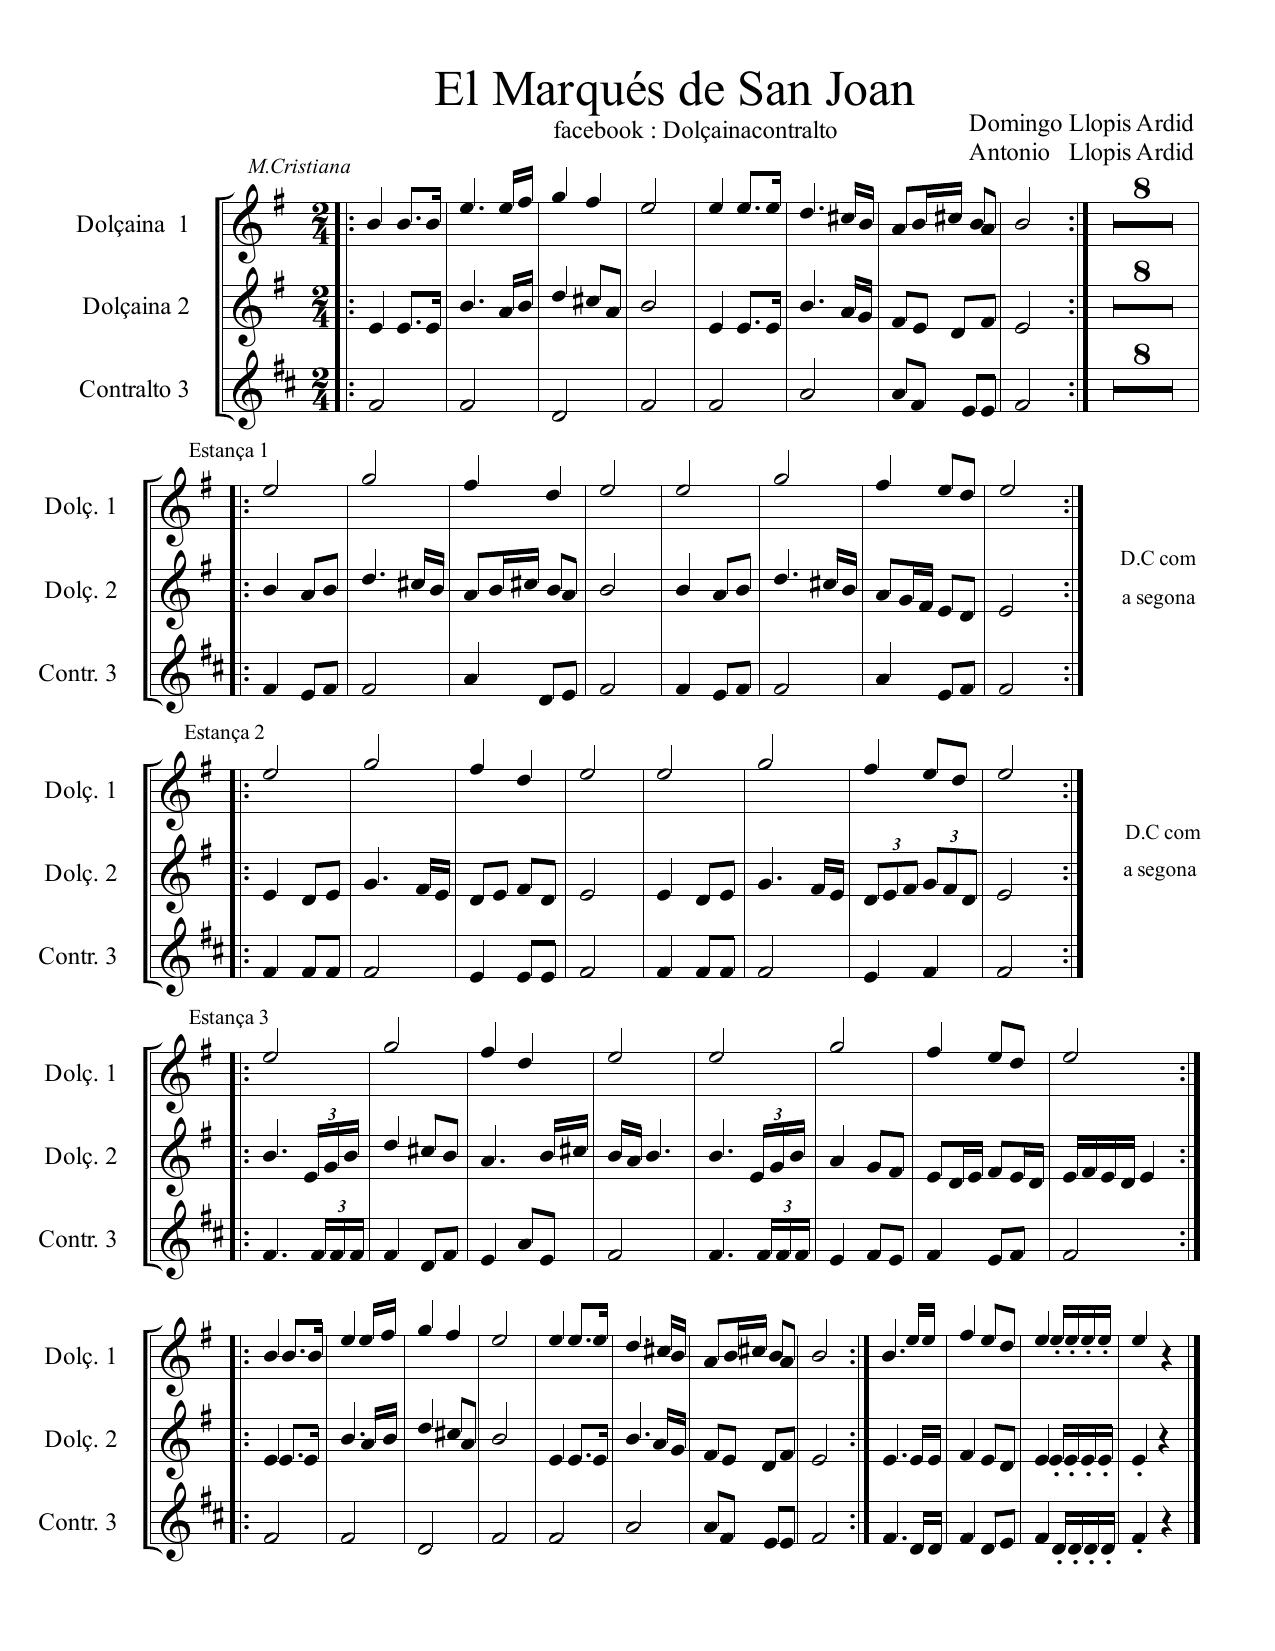 El Marqués de San Joan
facebook : Dolçainacontralto
Domingo Llopis Ardid
Antonio Llopis Ardid
M.Cristiana
Dolçaina 1
8
Dolçaina 2
8
Contralto 3
8
Estança 1
Dolç. 1
Dolç. 2
Contr. 3
D.C com
a segona
Estança 2
Dolç. 1
Dolç. 2
3 3
Contr. 3
D.C com
a segona
Estança 3
Dolç. 1
Dolç. 2
3 3
Contr. 3
3 3
Dolç. 1
Dolç. 2
Contr. 3